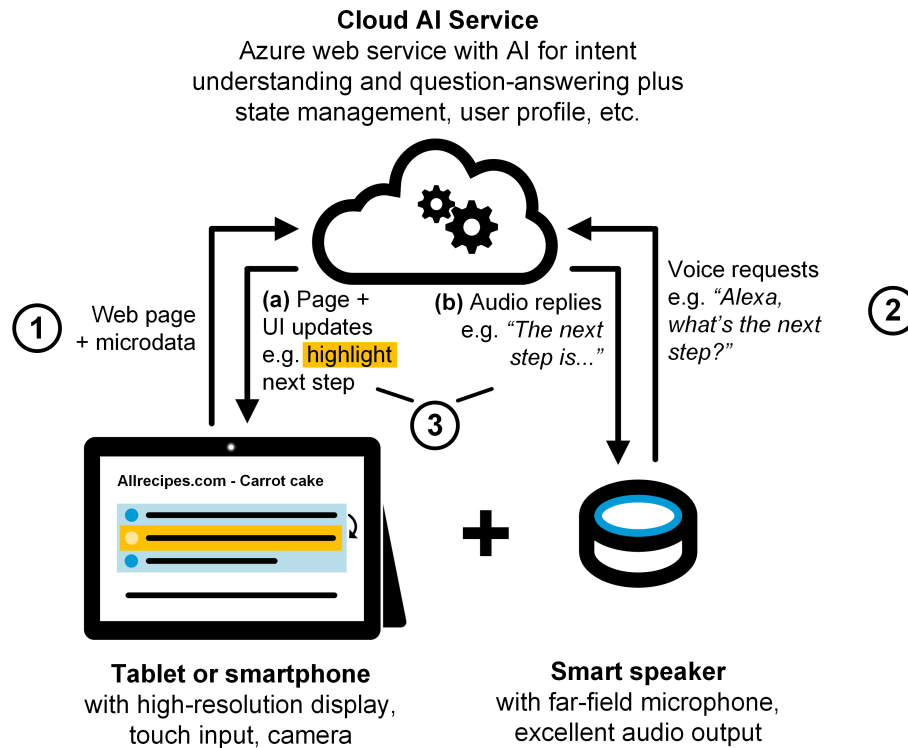 Cloud AI Service
Azure web service with AI for intent
understanding and question-answering plus
state management, user profile, etc.
1
Web page
+ microdata
(a) Page +
UI updates
e.g. highlight
next step
(b) Audio replies
e.g. “The next
step is...”
3
Voice requests
e.g. “Alexa,
what’s the next
step?”
2
Allrecipes.com - Carrot cake
+
Tablet or smartphone
with high-resolution display,
touch input, camera
Smart speaker
with far-field microphone,
excellent audio output